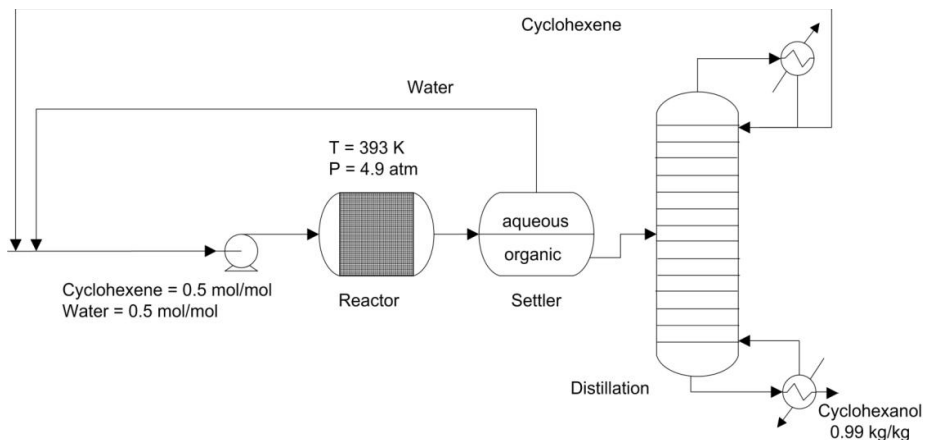 Cyclohexene
Water
T = 393 K
P = 4.9 atm
aqueous
organic
Cyclohexene = 0.5 mol/mol
Water = 0.5 mol/mol
Reactor
Settler
Distillation
Cyclohexanol
0.99 kg/kg